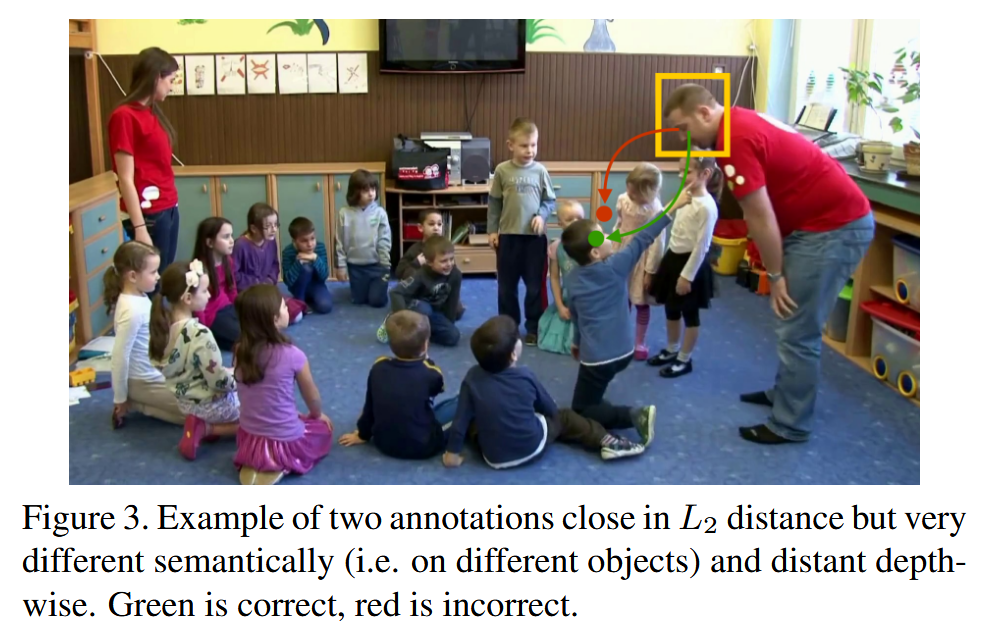 Figure 3. Example of two annotations close in L₂ distance but very
different semantically (i.e. on different objects) and distant depth-
wise. Green is correct, red is incorrect.